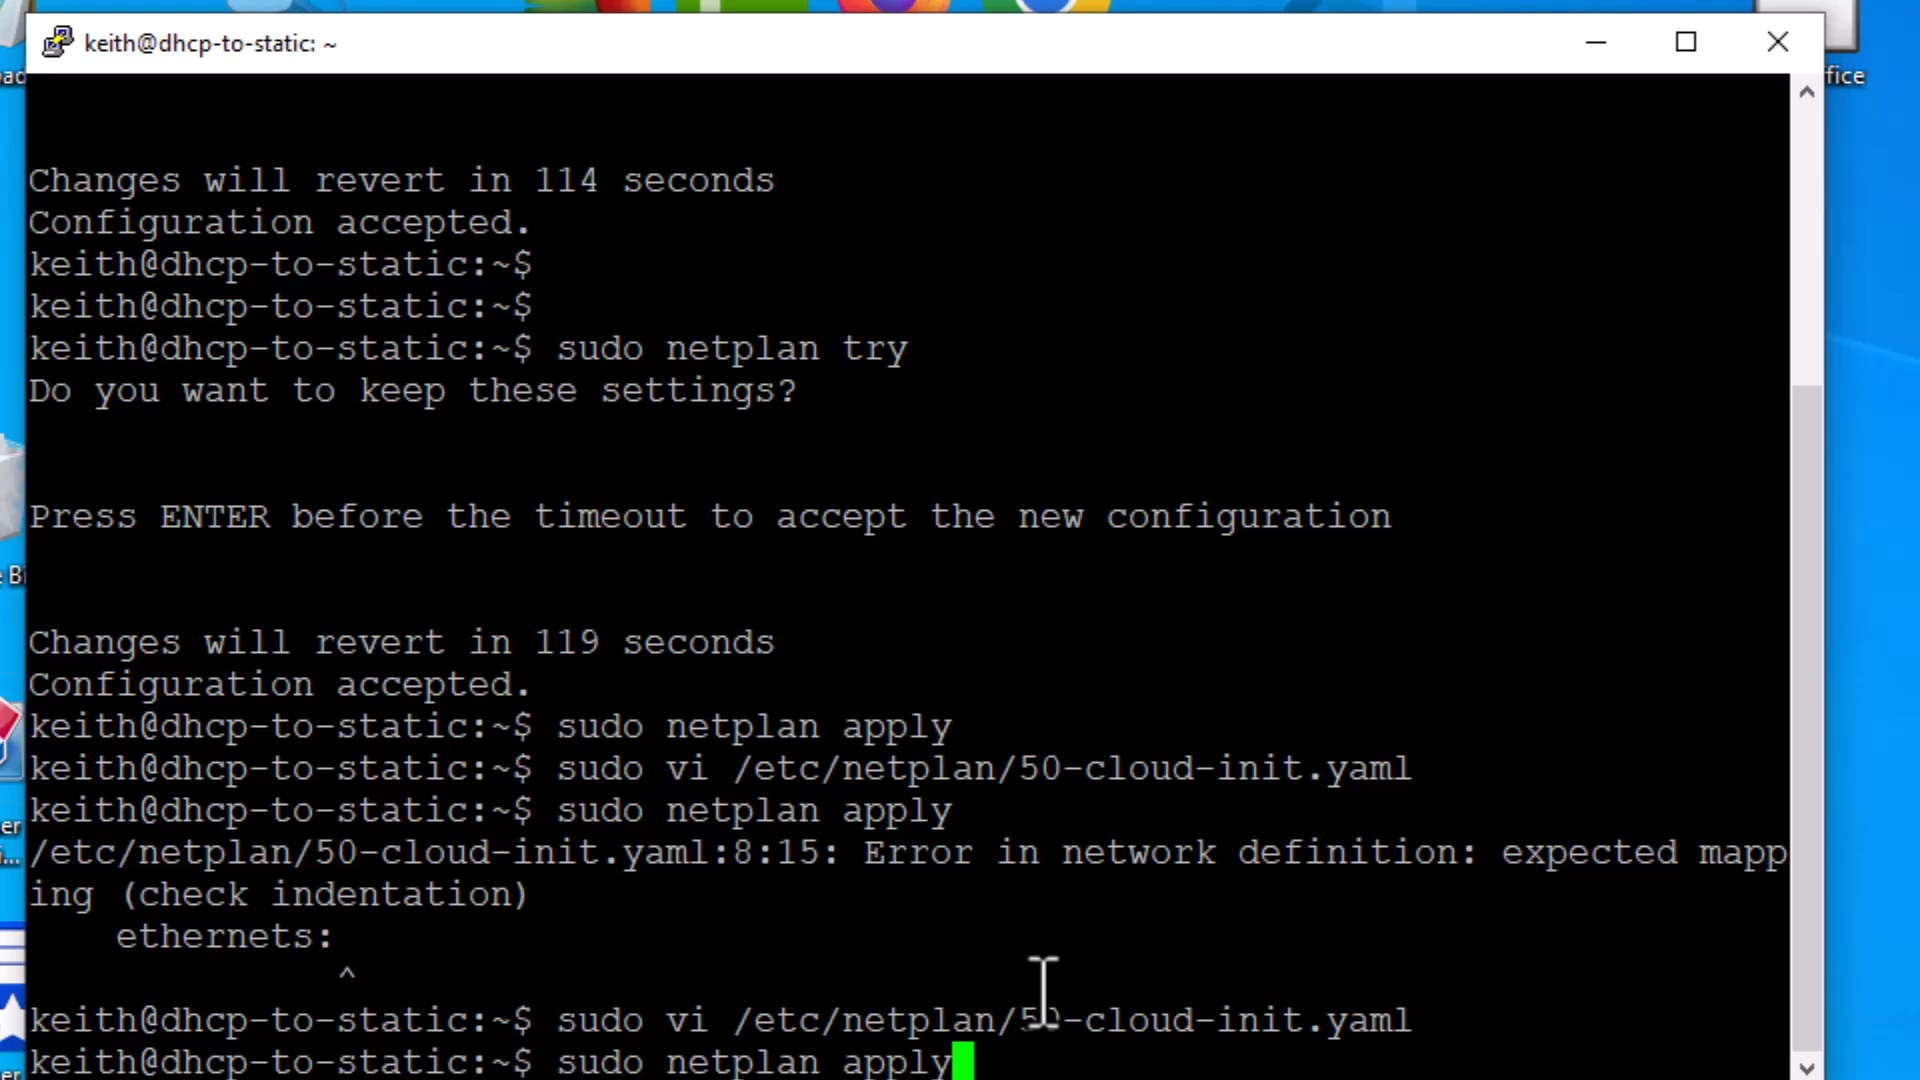 keith@dhcp-to-static: ~
fice
Changes will revert in 114 seconds
Configuration accepted.
keith@dhcp-to-static:~$
keith@dhcp-to-static:~$
keith@dhcp-to-static:~$ sudo netplan try
Do you want to keep these settings?
Press ENTER before the timeout to accept the new configuration
Changes will revert in 119 seconds
Configuration accepted.
keith@dhcp-to-static:~$ sudo netplan apply
keith@dhcp-to-static:~$ sudo vi /etc/netplan/50-cloud-init.yaml
keith@dhcp-to-static:~$ sudo netplan apply
/etc/netplan/50-cloud-init.yaml:8:15: Error in network definition: expected mapp
ing (check indentation)
    ethernets:
              ^
keith@dhcp-to-static:~$ sudo vi /etc/netplan/50-cloud-init.yaml
keith@dhcp-to-static:~$ sudo netplan apply